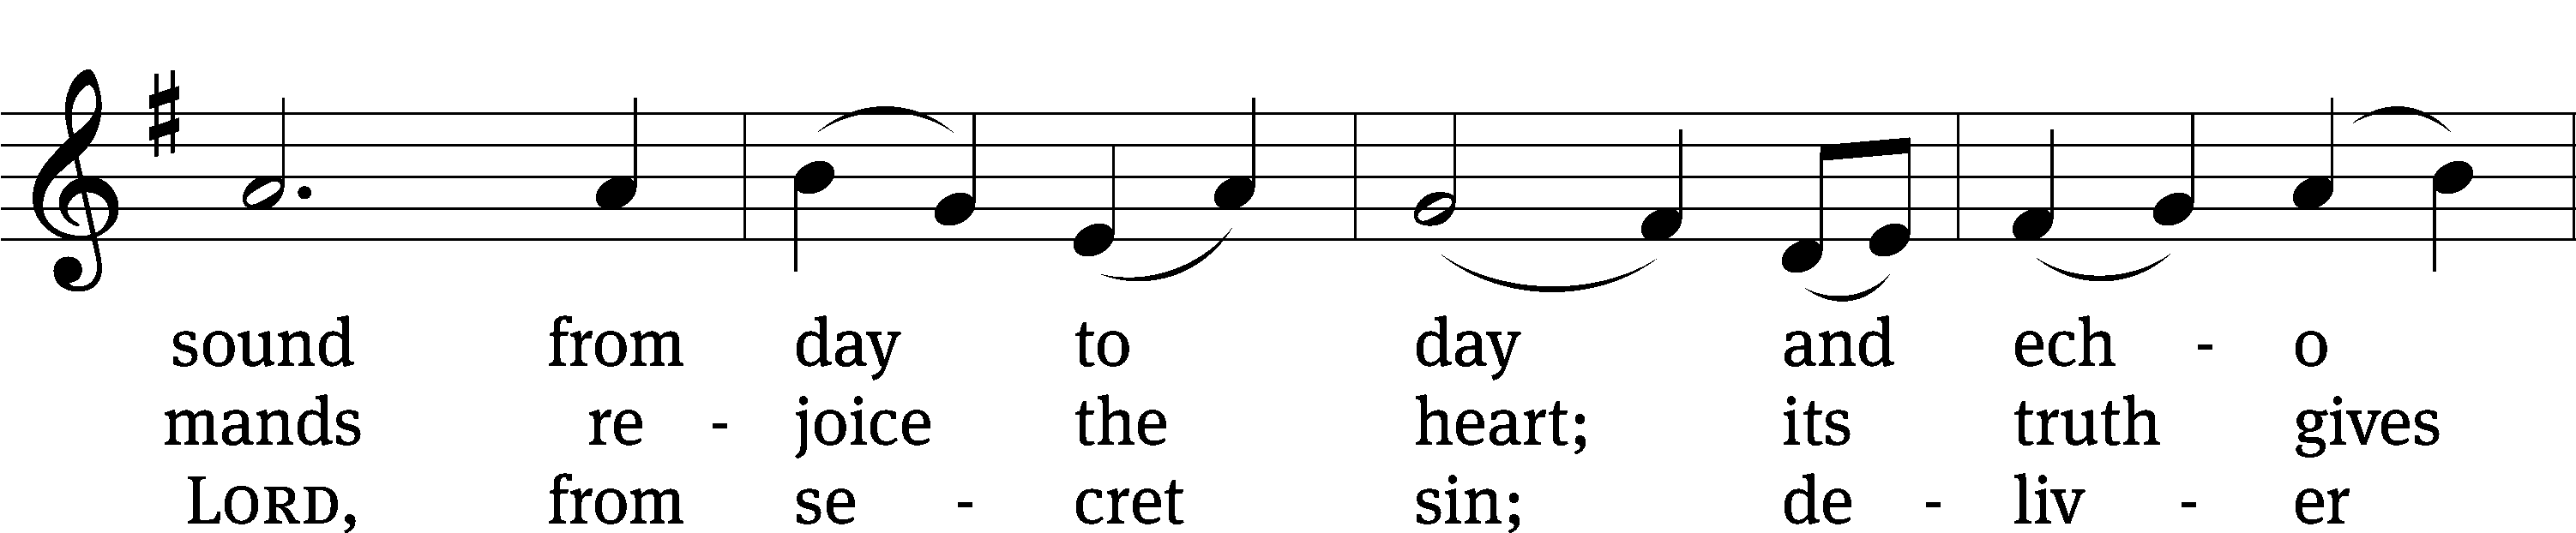 sound from day to day and ech - o
mands re - joice the heart; its truth gives
LORD, from se - cret sin; de - liv - er